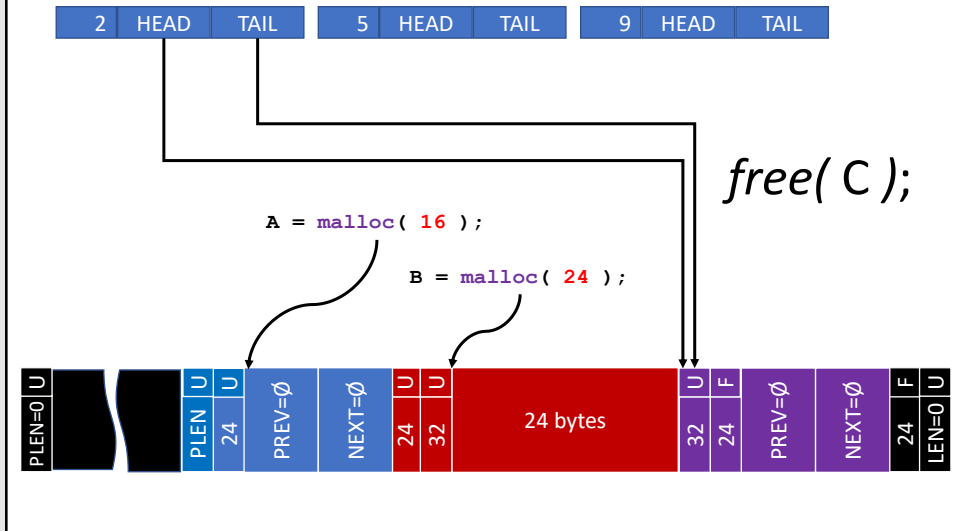 2 HEAD TAIL 5 HEAD TAIL 9 HEAD TAIL
free( C );
A = malloc( 16 );
B = malloc( 24 );
PLEN=0 U
PLEN U
24 U
PREV=Ø
NEXT=Ø
24 U
32 U
24 bytes
32 U
24 F
PREV=Ø
NEXT=Ø
24 F
LEN=0 U